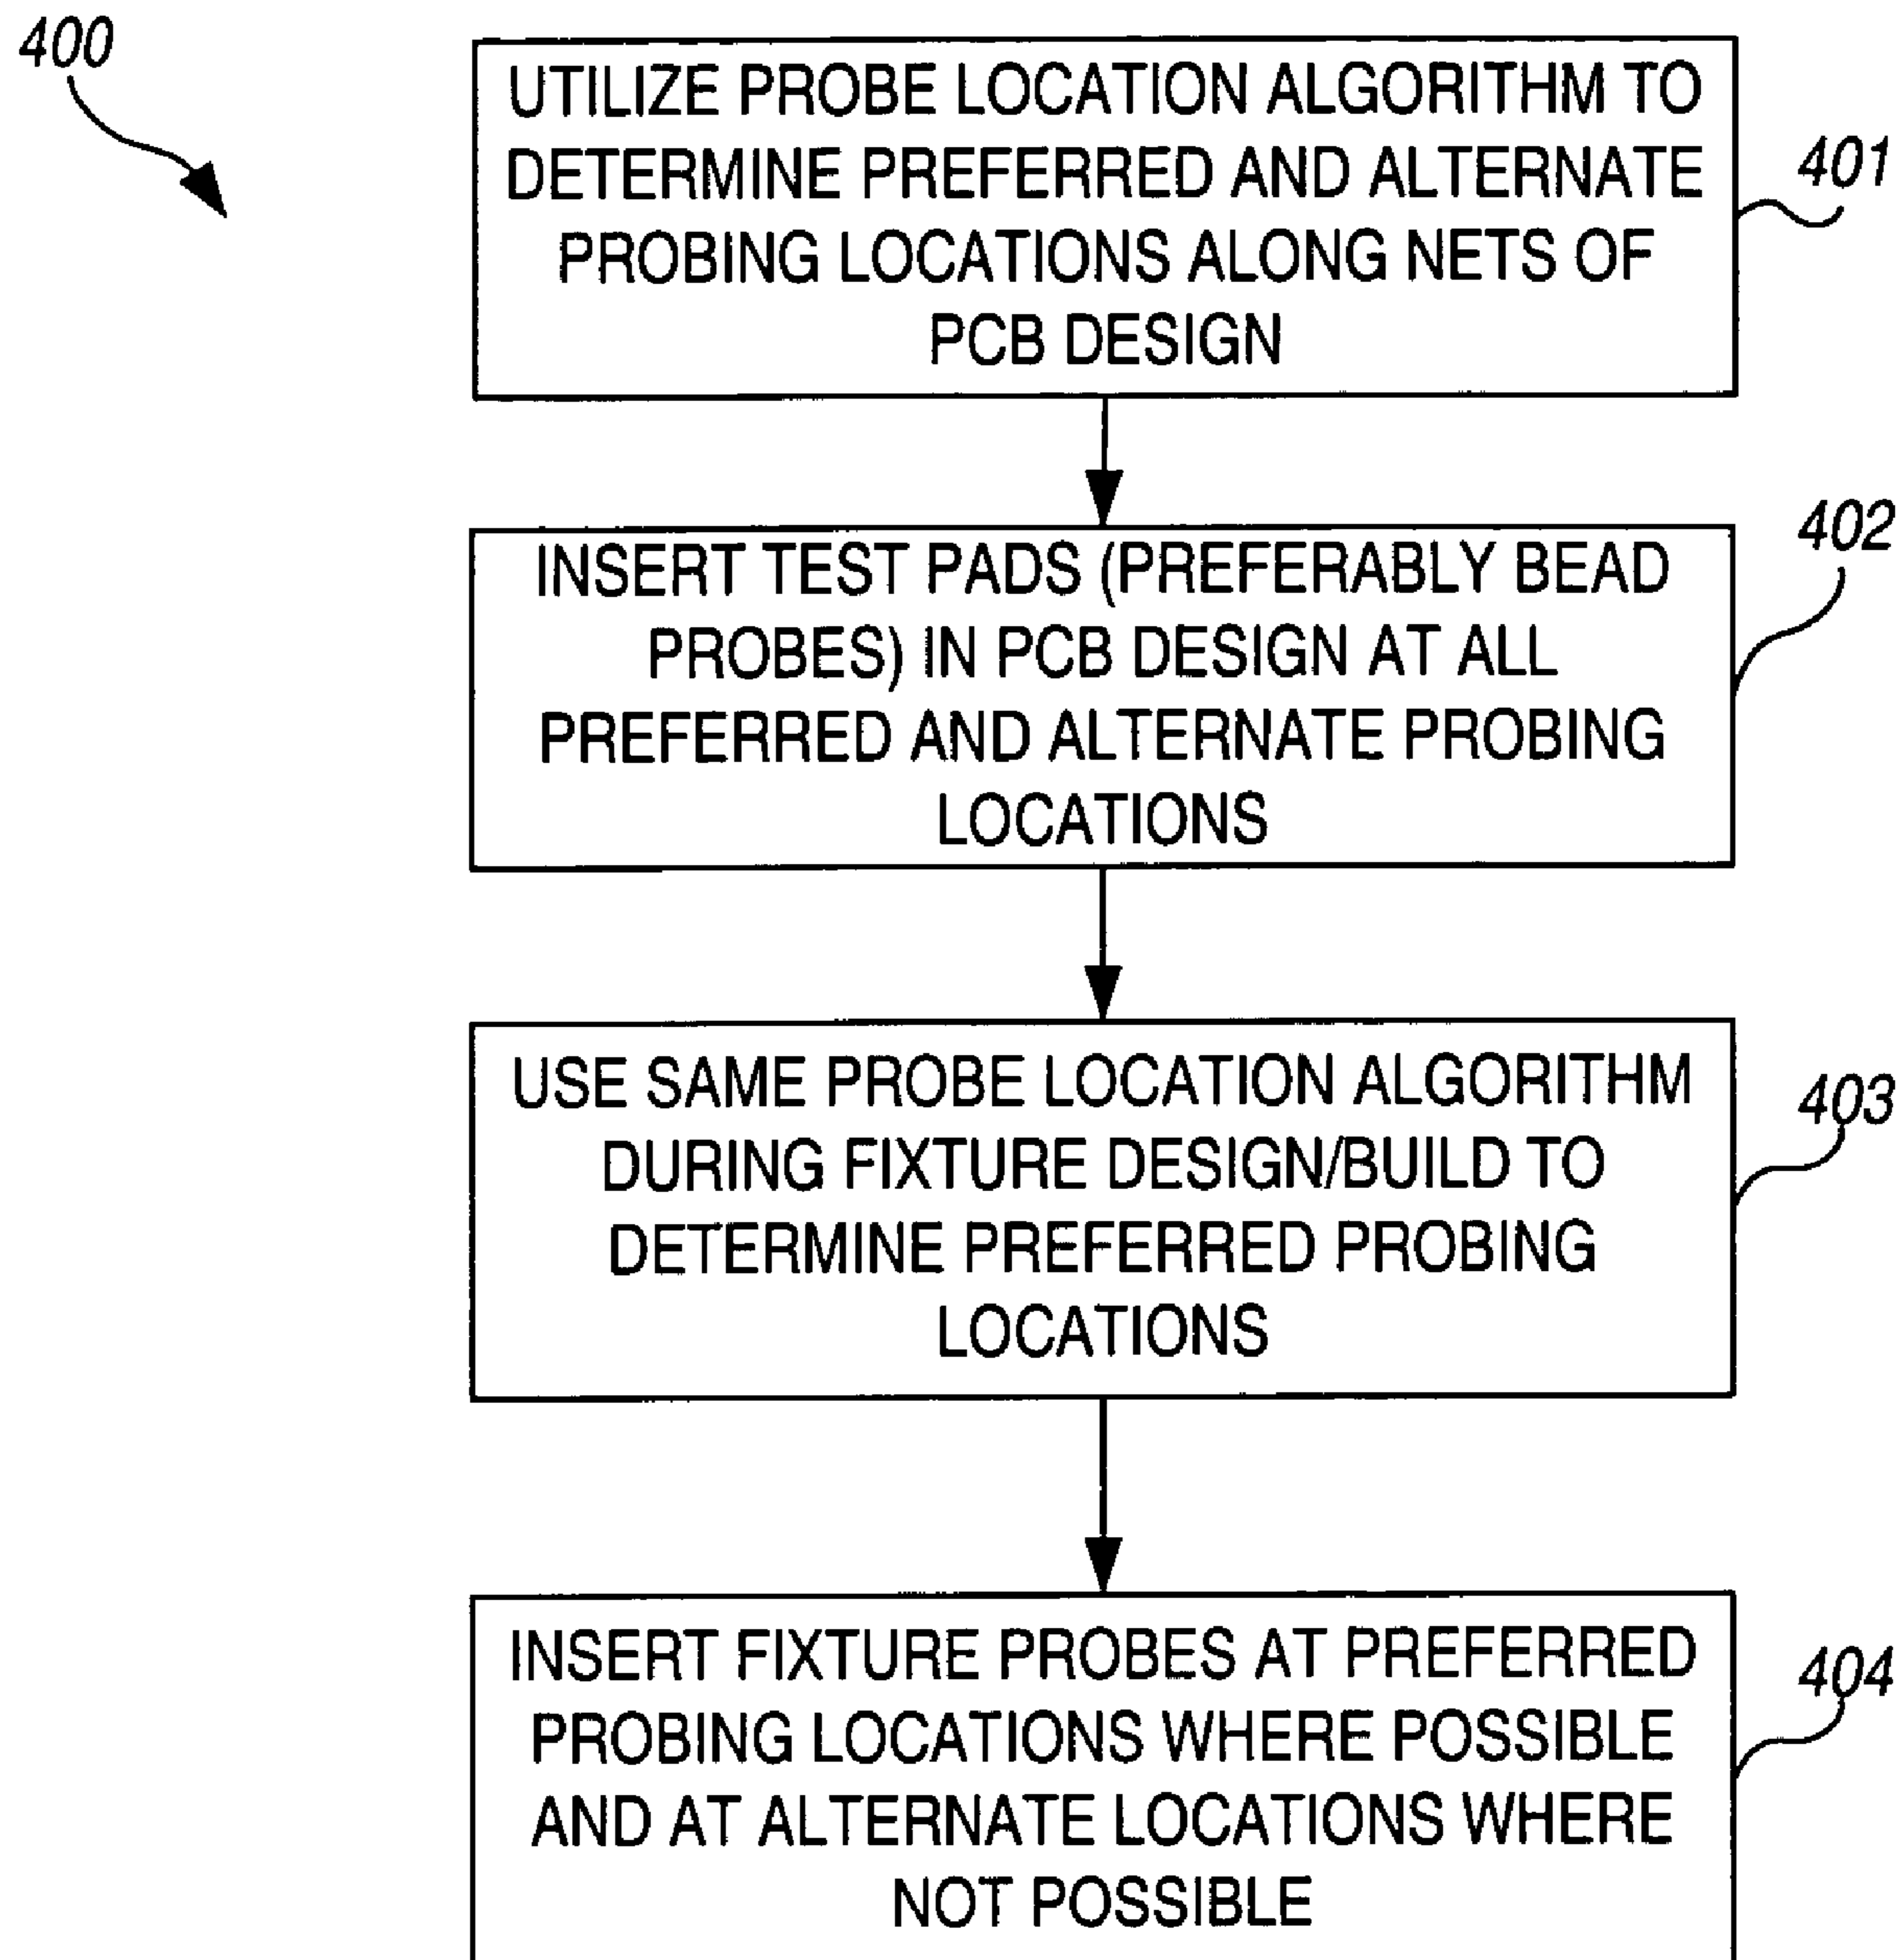 400
UTILIZE PROBE LOCATION ALGORITHM TO
DETERMINE PREFERRED AND ALTERNATE
PROBING LOCATIONS ALONG NETS OF
PCB DESIGN
401
INSERT TEST PADS (PREFERABLY BEAD
PROBES) IN PCB DESIGN AT ALL
PREFERRED AND ALTERNATE PROBING
LOCATIONS
402
USE SAME PROBE LOCATION ALGORITHM
DURING FIXTURE DESIGN/BUILD TO
DETERMINE PREFERRED PROBING
LOCATIONS
403
INSERT FIXTURE PROBES AT PREFERRED
PROBING LOCATIONS WHERE POSSIBLE
AND AT ALTERNATE LOCATIONS WHERE
NOT POSSIBLE
404